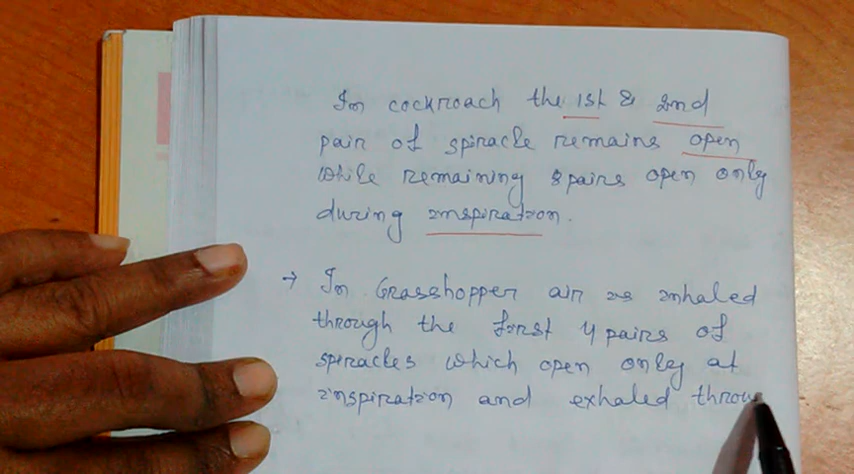 In cockroach the 1st & 2nd
pair of spiracle remains open
while remaining 8 pairs open only
during inspiration.
→ In Grasshopper air is inhaled
through the first 4 pairs of
spiracles which open only at
inspiration and exhaled throu